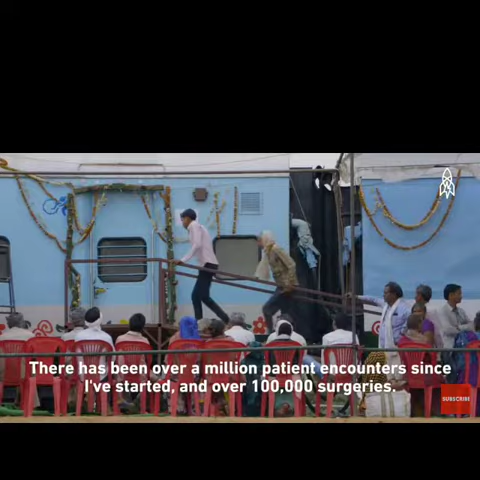 There has been over a million patient encounters since
I've started, and over 100,000 surgeries.
SUBSCRIBE